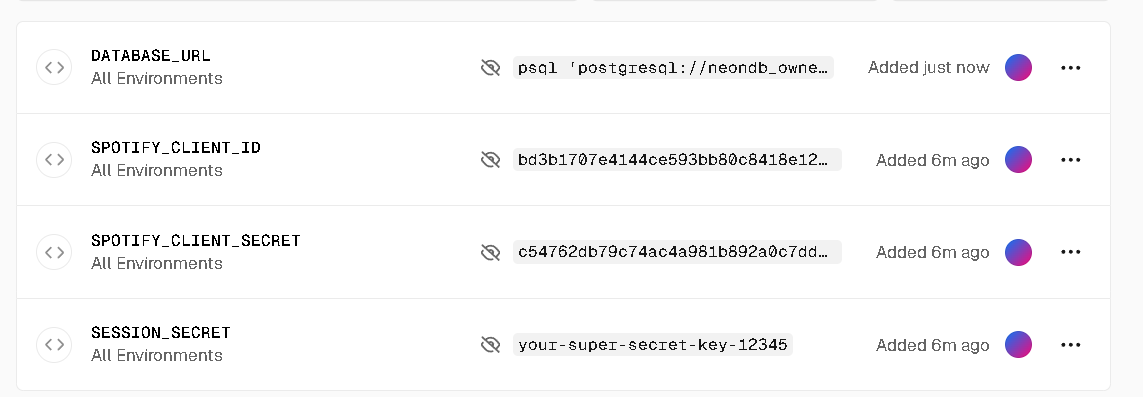 DATABASE_URL
All Environments
psql 'postgresql://neondb_owne…
Added just now
SPOTIFY_CLIENT_ID
All Environments
bd3b1707e4144ce593bb80c8418e12…
Added 6m ago
SPOTIFY_CLIENT_SECRET
All Environments
c54762db79c74ac4a981b892a0c7dd…
Added 6m ago
SESSION_SECRET
All Environments
your-super-secret-key-12345
Added 6m ago